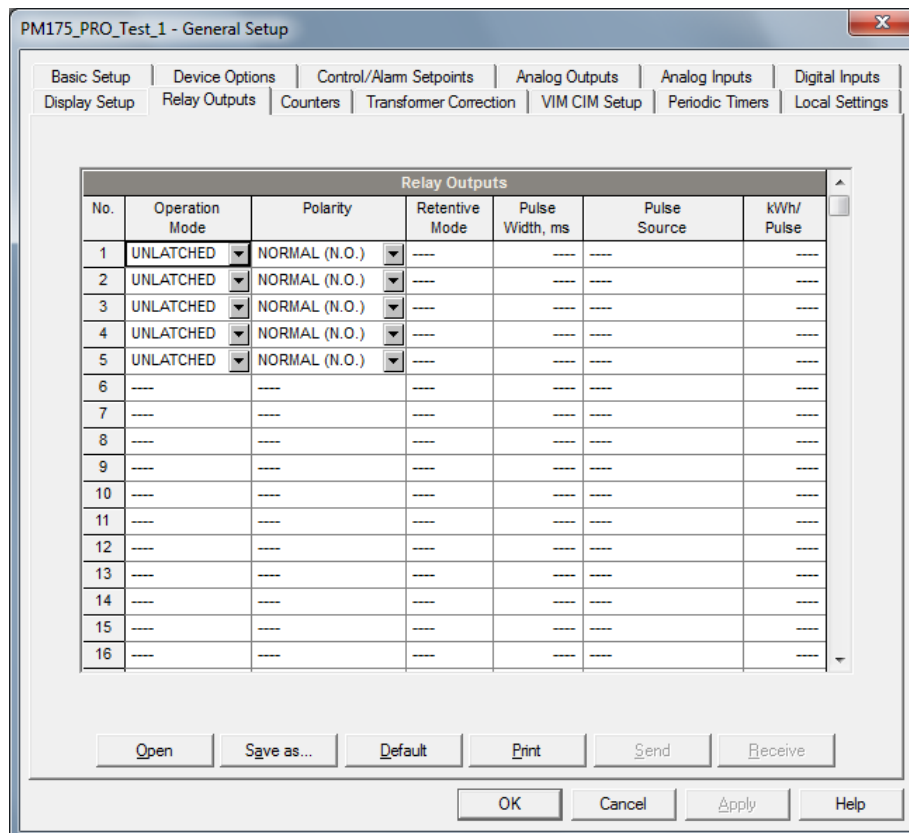 PM175_PRO_Test_1 - General Setup
x
Basic Setup Device Options Control/Alarm Setpoints Analog Outputs Analog Inputs Digital Inputs
Display Setup Relay Outputs Counters Transformer Correction VIM CIM Setup Periodic Timers Local Settings
Relay Outputs
No. Operation Mode Polarity Retentive Mode Pulse Width, ms Pulse Source kWh/ Pulse
1 UNLATCHED NORMAL (N.O.) ---- ---- ---- ----
2 UNLATCHED NORMAL (N.O.) ---- ---- ---- ----
3 UNLATCHED NORMAL (N.O.) ---- ---- ---- ----
4 UNLATCHED NORMAL (N.O.) ---- ---- ---- ----
5 UNLATCHED NORMAL (N.O.) ---- ---- ---- ----
6 ---- ---- ---- ---- ---- ----
7 ---- ---- ---- ---- ---- ----
8 ---- ---- ---- ---- ---- ----
9 ---- ---- ---- ---- ---- ----
10 ---- ---- ---- ---- ---- ----
11 ---- ---- ---- ---- ---- ----
12 ---- ---- ---- ---- ---- ----
13 ---- ---- ---- ---- ---- ----
14 ---- ---- ---- ---- ---- ----
15 ---- ---- ---- ---- ---- ----
16 ---- ---- ---- ---- ---- ----
Open Save as... Default Print Send Receive
OK Cancel Apply Help